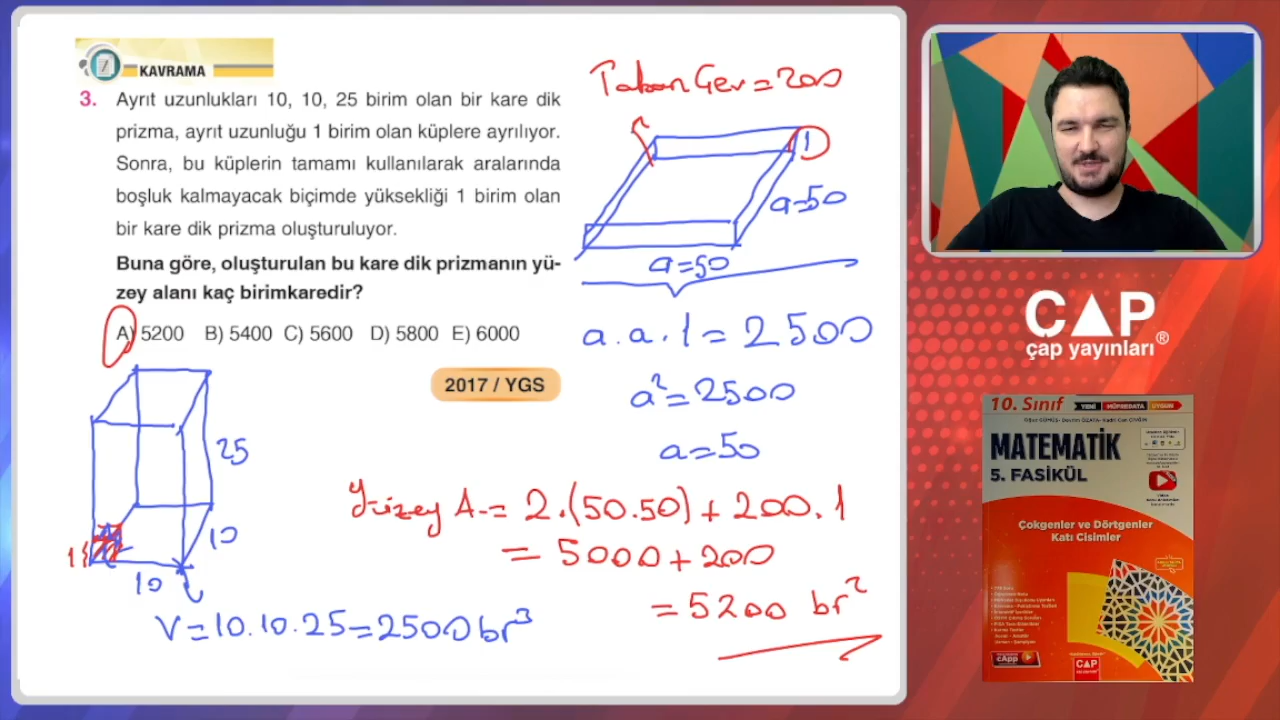 KAVRAMA
3. Ayrıt uzunlukları 10, 10, 25 birim olan bir kare dik
prizma, ayrıt uzunluğu 1 birim olan küplere ayrılıyor.
Sonra, bu küplerin tamamı kullanılarak aralarında
boşluk kalmayacak biçimde yüksekliği 1 birim olan
bir kare dik prizma oluşturuluyor.
Buna göre, oluşturulan bu kare dik prizmanın yü-
zey alanı kaç birimkaredir?
A) 5200 B) 5400 C) 5600 D) 5800 E) 6000
2017 / YGS
25
10
10
1
V = 10.10.25 = 2500 br³
Taban Çev = 200
1
a=50
a=50
a.a.1 = 2500
a² = 2500
a = 50
Yüzey A. = 2.(50.50) + 200.1
= 5000 + 200
= 5200 br²
ÇAP®
çap yayınları
10. Sınıf
YENİ MÜFREDATA UYGUN
MATEMATİK
5. FASİKÜL
Çokgenler ve Dörtgenler
Katı Cisimler
ÇAP